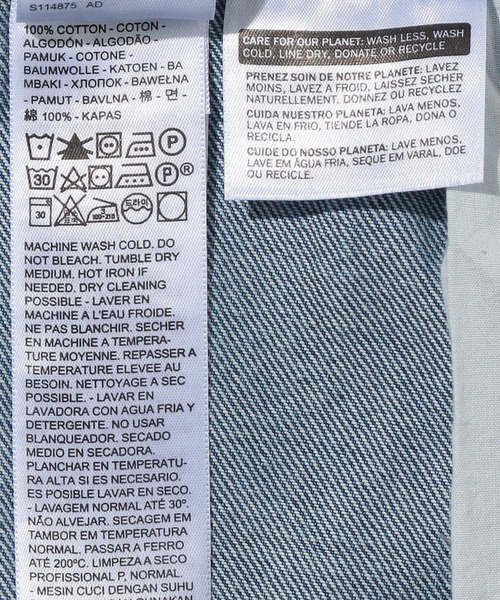 S114875 AD
100% COTTON - COTON -
ALGODÓN - ALGODÃO -
PAMUK - COTONE -
BAUMWOLLE - KATOEN - BA
MBAKI - ХЛОПОК - BAWEŁNA
- PAMUT - BAVLNA - 棉 - 면 -
綿 100% - KAPAS
P
30 P®
30 드라이
MACHINE WASH COLD. DO
NOT BLEACH. TUMBLE DRY
MEDIUM. HOT IRON IF
NEEDED. DRY CLEANING
POSSIBLE - LAVER EN
MACHINE A L'EAU FROIDE.
NE PAS BLANCHIR. SECHER
EN MACHINE A TEMPERA-
TURE MOYENNE. REPASSER A
TEMPERATURE ELEVEE AU
BESOIN. NETTOYAGE A SEC
POSSIBLE. - LAVAR EN
LAVADORA CON AGUA FRIA Y
DETERGENTE. NO USAR
BLANQUEADOR. SECADO
MEDIO EN SECADORA.
PLANCHAR EN TEMPERATU-
RA ALTA SI ES NECESARIO.
ES POSIBLE LAVAR EN SECO.
- LAVAGEM NORMAL ATÉ 30º.
NÃO ALVEJAR. SECAGEM EM
TAMBOR EM TEMPERATURA
NORMAL. PASSAR A FERRO
ATÉ 200ºC. LIMPEZA A SECO
PROFISSIONAL P, NORMAL.
- MESIN CUCI DENGAN SUHU
CARE FOR OUR PLANET: WASH LESS, WASH
COLD, LINE DRY, DONATE OR RECYCLE
PRENEZ SOIN DE NOTRE PLANETE: LAVEZ
MOINS, LAVEZ A FROID, LAISSEZ SECHER
NATURELLEMENT, DONNEZ OU RECYCLEZ
CUIDA NUESTRO PLANETA: LAVA MENOS,
LAVA EN FRIO, TIENDE LA ROPA, DONA O
RECICLA.
CUIDE DO NOSSO PLANETA: LAVE MENOS,
LAVE EM ÁGUA FRIA, SEQUE EM VARAL, DOE
OU RECICLE.